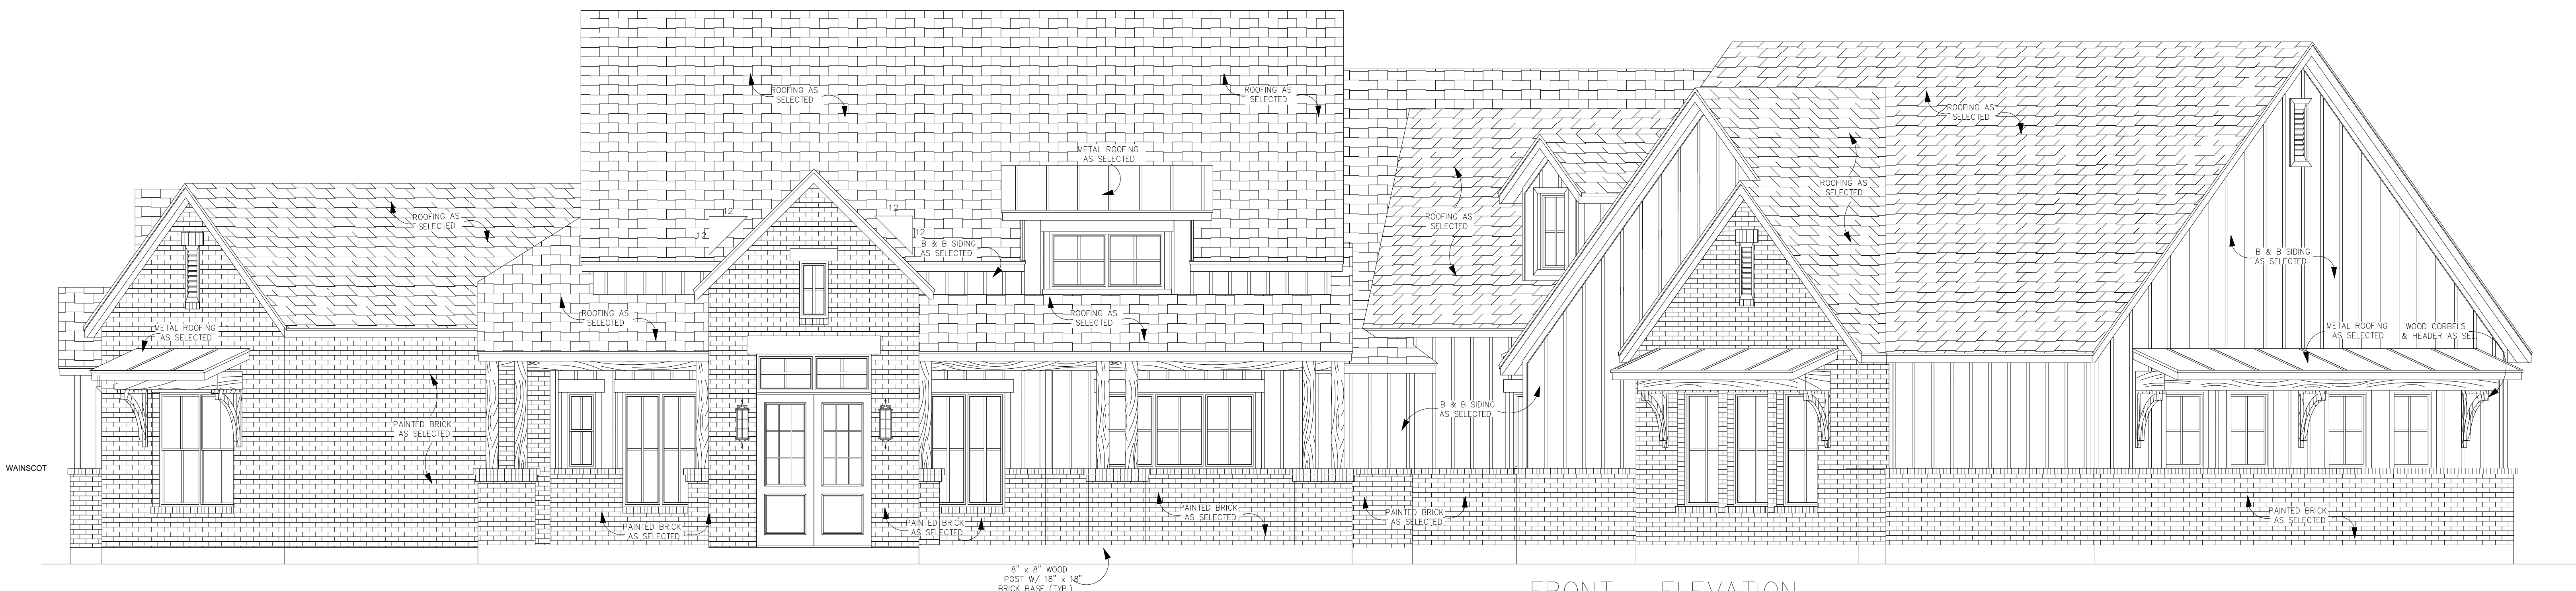 ROOFING AS
SELECTED
ROOFING AS
SELECTED
ROOFING AS
SELECTED
METAL ROOFING
AS SELECTED
ROOFING AS
SELECTED
ROOFING AS
SELECTED
ROOFING AS
SELECTED
12
12
12
12
B & B SIDING
AS SELECTED
B & B SIDING
AS SELECTED
ROOFING AS
SELECTED
ROOFING AS
SELECTED
METAL ROOFING
AS SELECTED
METAL ROOFING
AS SELECTED
WOOD CORBELS
& HEADER AS SEL.
B & B SIDING
AS SELECTED
PAINTED BRICK
AS SELECTED
WAINSCOT
PAINTED BRICK
AS SELECTED
PAINTED BRICK
AS SELECTED
PAINTED BRICK
AS SELECTED
PAINTED BRICK
AS SELECTED
PAINTED BRICK
AS SELECTED
8" x 8" WOOD
POST W/ 18" x 18"
BRICK BASE (TYP.)
FRONT ELEVATION